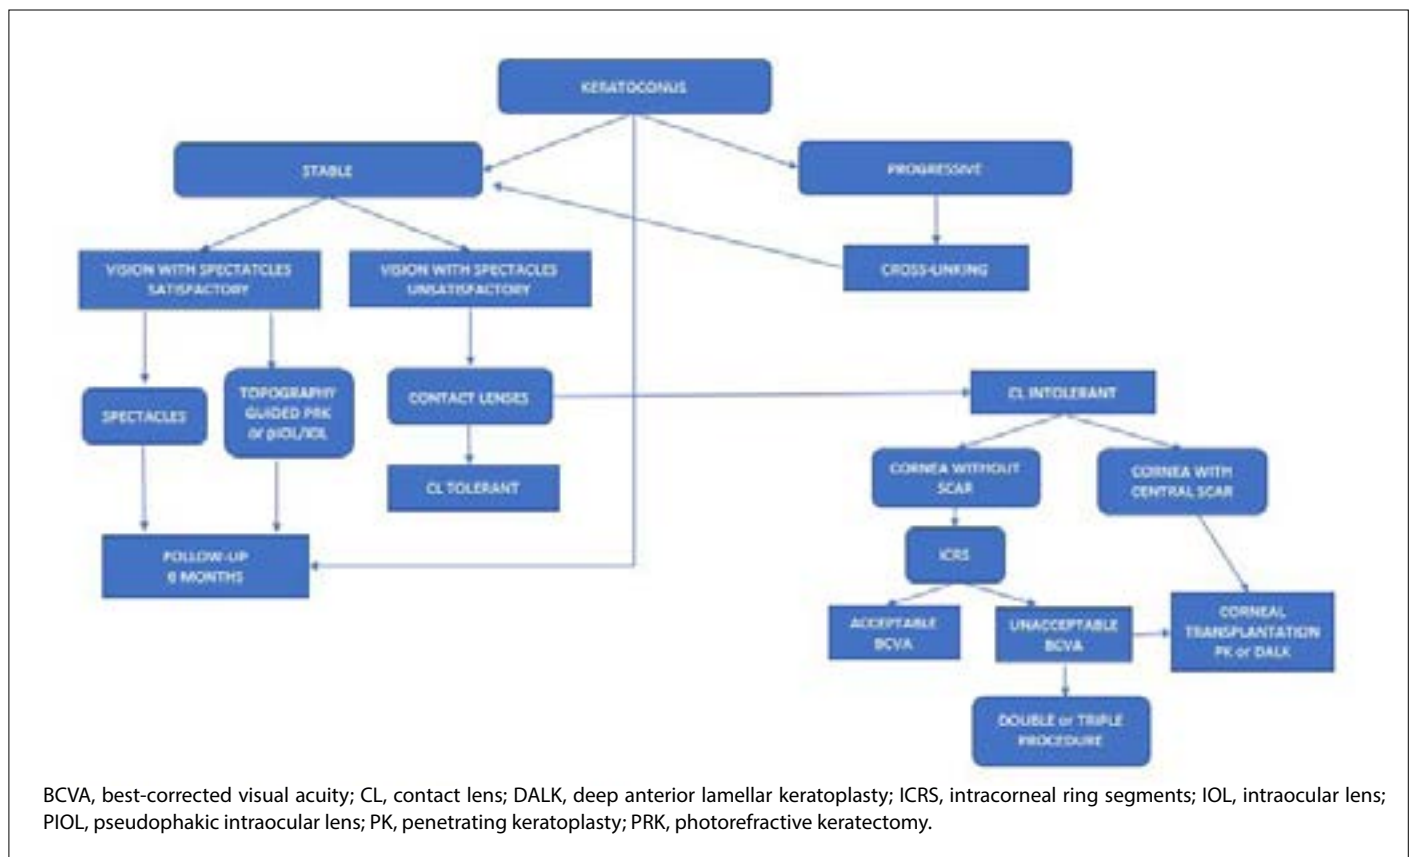 KERATOCONUS
STABLE
PROGRESSIVE
VISION WITH SPECTATCLES
SATISFACTORY
VISION WITH SPECTACLES
UNSATISFACTORY
CROSS-LINKING
SPECTACLES
TOPOGRAPHY
GUIDED PRK
or pIOL/IOL
CONTACT LENSES
CL INTOLERANT
CL TOLERANT
CORNEA WITHOUT
SCAR
CORNEA WITH
CENTRAL SCAR
FOLLOW-UP
6 MONTHS
ICRS
ACCEPTABLE
BCVA
UNACCEPTABLE
BCVA
CORNEAL
TRANSPLANTATION
PK or DALK
DOUBLE or TRIPLE
PROCEDURE
BCVA, best-corrected visual acuity; CL, contact lens; DALK, deep anterior lamellar keratoplasty; ICRS, intracorneal ring segments; IOL, intraocular lens;
PIOL, pseudophakic intraocular lens; PK, penetrating keratoplasty; PRK, photorefractive keratectomy.